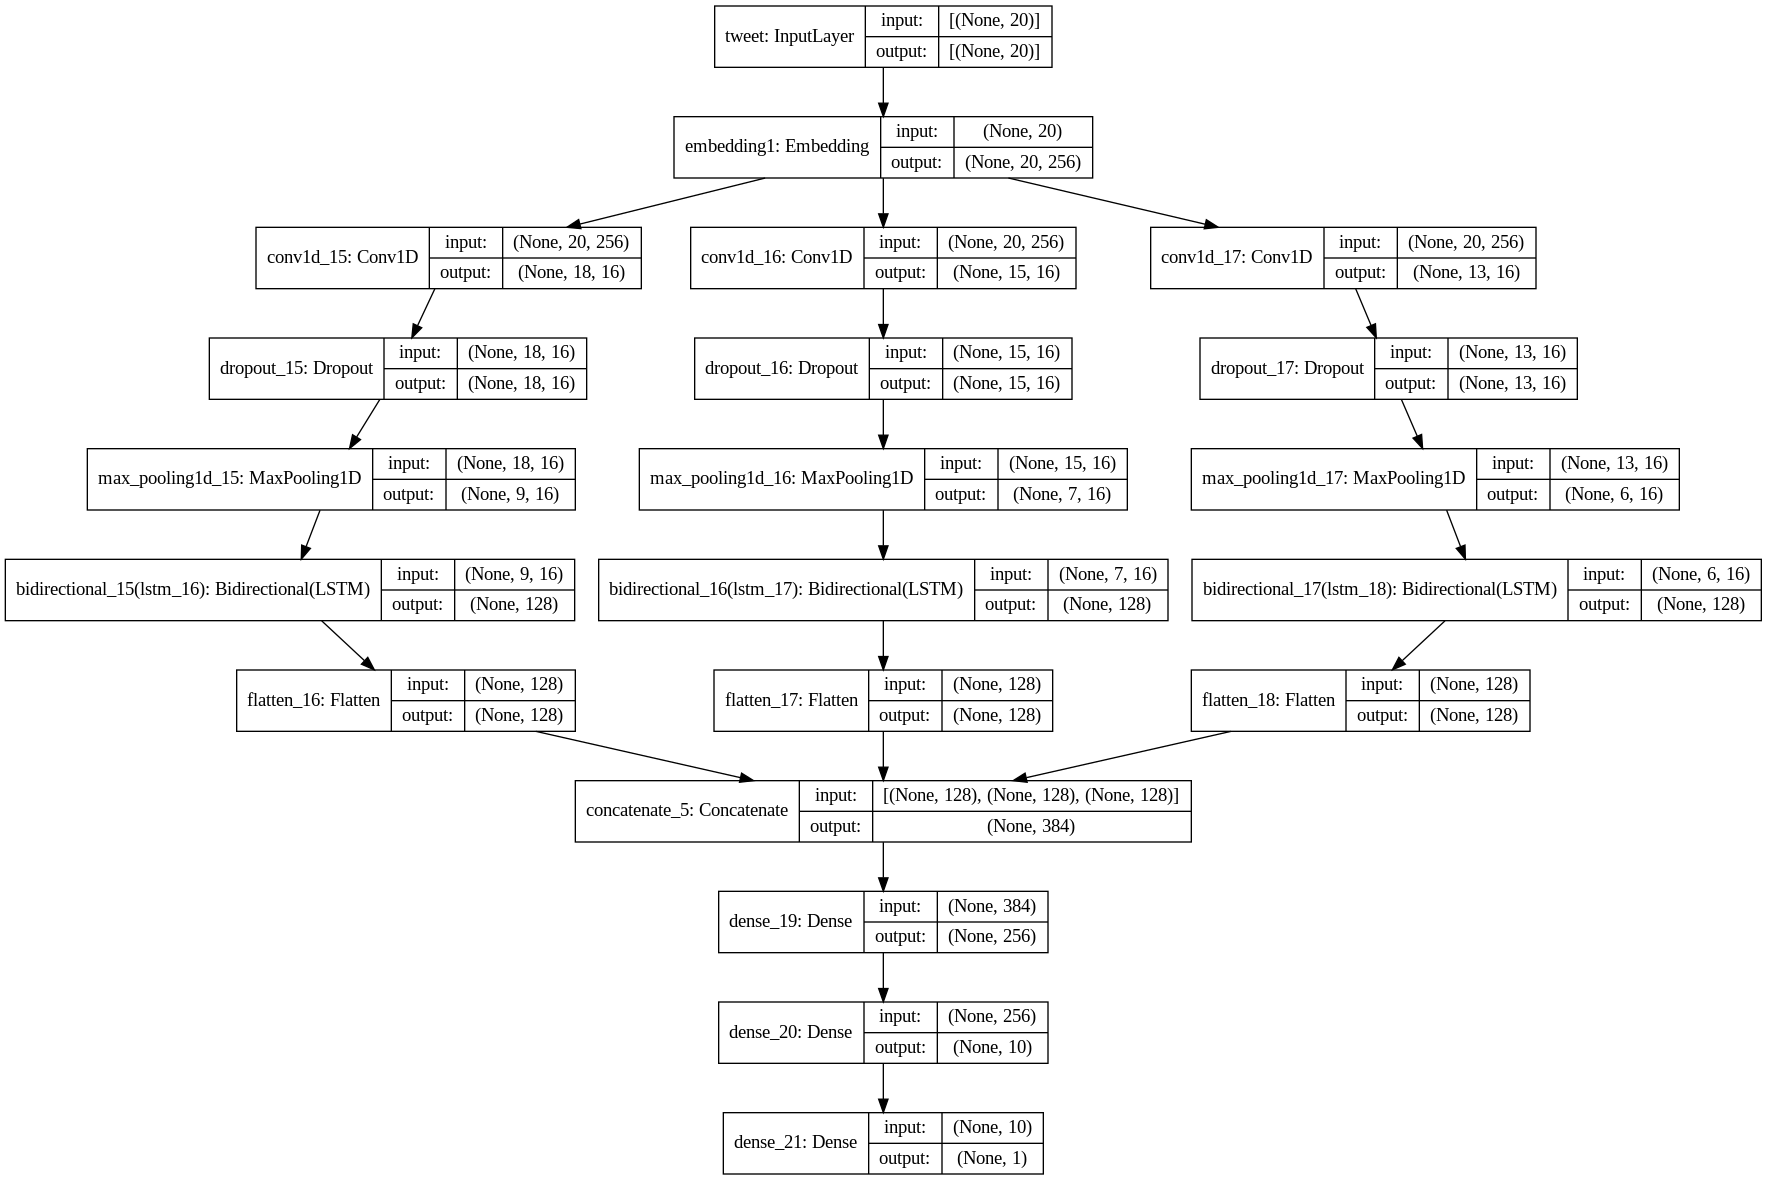 tweet: InputLayer
input: [(None, 20)]
output: [(None, 20)]
embedding1: Embedding
input: (None, 20)
output: (None, 20, 256)
conv1d_15: Conv1D
input: (None, 20, 256)
output: (None, 18, 16)
conv1d_16: Conv1D
input: (None, 20, 256)
output: (None, 15, 16)
conv1d_17: Conv1D
input: (None, 20, 256)
output: (None, 13, 16)
dropout_15: Dropout
input: (None, 18, 16)
output: (None, 18, 16)
dropout_16: Dropout
input: (None, 15, 16)
output: (None, 15, 16)
dropout_17: Dropout
input: (None, 13, 16)
output: (None, 13, 16)
max_pooling1d_15: MaxPooling1D
input: (None, 18, 16)
output: (None, 9, 16)
max_pooling1d_16: MaxPooling1D
input: (None, 15, 16)
output: (None, 7, 16)
max_pooling1d_17: MaxPooling1D
input: (None, 13, 16)
output: (None, 6, 16)
bidirectional_15(lstm_16): Bidirectional(LSTM)
input: (None, 9, 16)
output: (None, 128)
bidirectional_16(lstm_17): Bidirectional(LSTM)
input: (None, 7, 16)
output: (None, 128)
bidirectional_17(lstm_18): Bidirectional(LSTM)
input: (None, 6, 16)
output: (None, 128)
flatten_16: Flatten
input: (None, 128)
output: (None, 128)
flatten_17: Flatten
input: (None, 128)
output: (None, 128)
flatten_18: Flatten
input: (None, 128)
output: (None, 128)
concatenate_5: Concatenate
input: [(None, 128), (None, 128), (None, 128)]
output: (None, 384)
dense_19: Dense
input: (None, 384)
output: (None, 256)
dense_20: Dense
input: (None, 256)
output: (None, 10)
dense_21: Dense
input: (None, 10)
output: (None, 1)